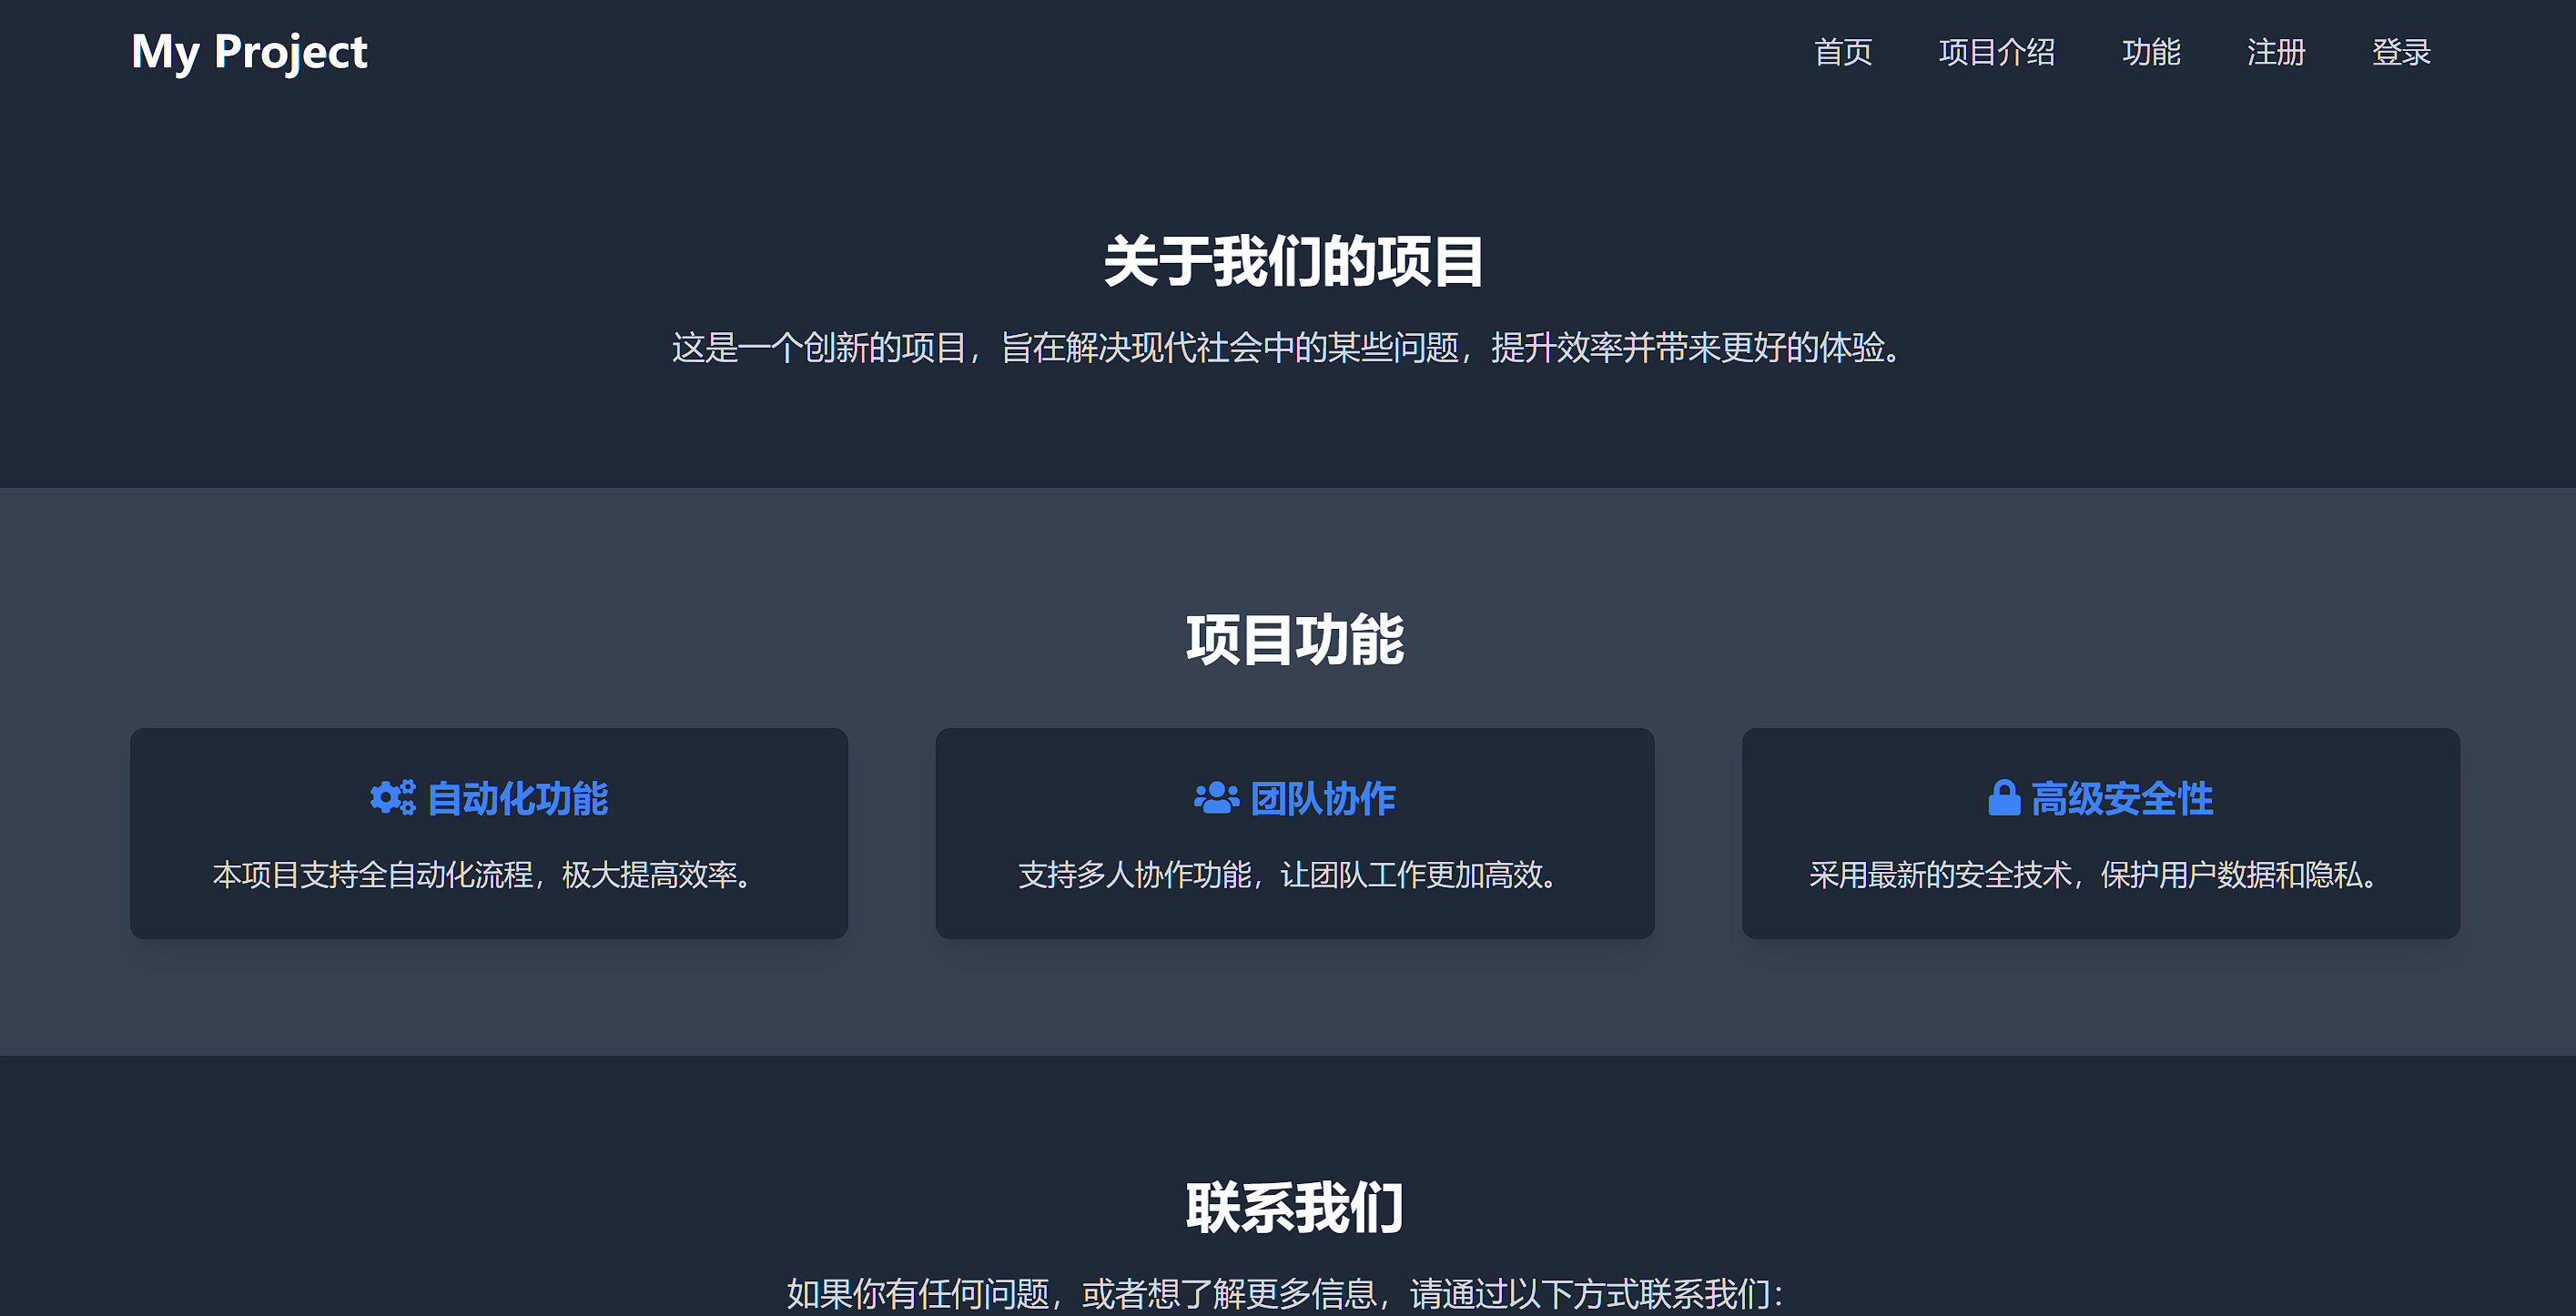 My Project
首页 项目介绍 功能 注册 登录
关于我们的项目
这是一个创新的项目，旨在解决现代社会中的某些问题，提升效率并带来更好的体验。
项目功能
自动化功能
本项目支持全自动化流程，极大提高效率。
团队协作
支持多人协作功能，让团队工作更加高效。
高级安全性
采用最新的安全技术，保护用户数据和隐私。
联系我们
如果你有任何问题，或者想了解更多信息，请通过以下方式联系我们：